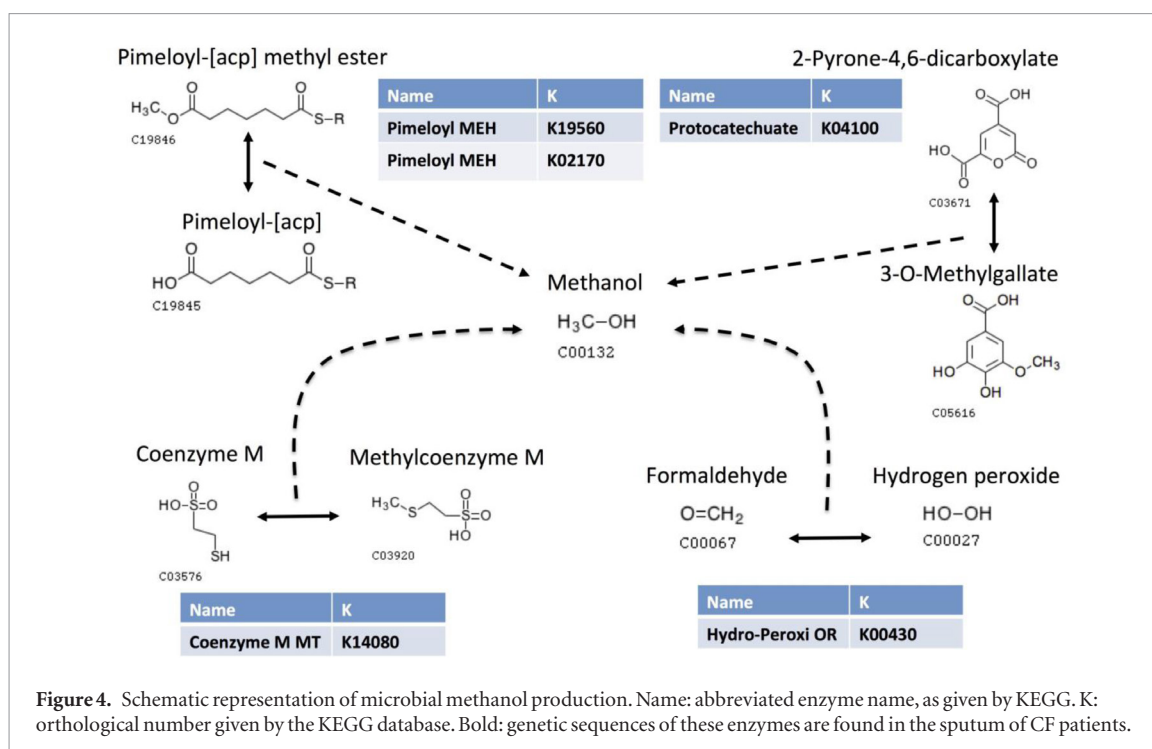 Pimeloyl-[acp] methyl ester
H₃C
O
O
O
S–R
C19846
Name K
Pimeloyl MEH K19560
Pimeloyl MEH K02170
Name K
Protocatechuate K04100
2-Pyrone-4,6-dicarboxylate
O
OH
HO
O
O
O
C03671
Pimeloyl-[acp]
O
O
HO
S–R
C19845
Methanol
H₃C–OH
C00132
3-O-Methylgallate
O
OH
HO
O
CH₃
OH
C05616
Coenzyme M
O
HO–S=O
SH
C03576
Methylcoenzyme M
H₃C
S
O
S=O
HO
C03920
Formaldehyde
O=CH₂
C00067
Hydrogen peroxide
HO–OH
C00027
Name K
Coenzyme M MT K14080
Name K
Hydro-Peroxi OR K00430
Figure 4. Schematic representation of microbial methanol production. Name: abbreviated enzyme name, as given by KEGG. K:
orthological number given by the KEGG database. Bold: genetic sequences of these enzymes are found in the sputum of CF patients.